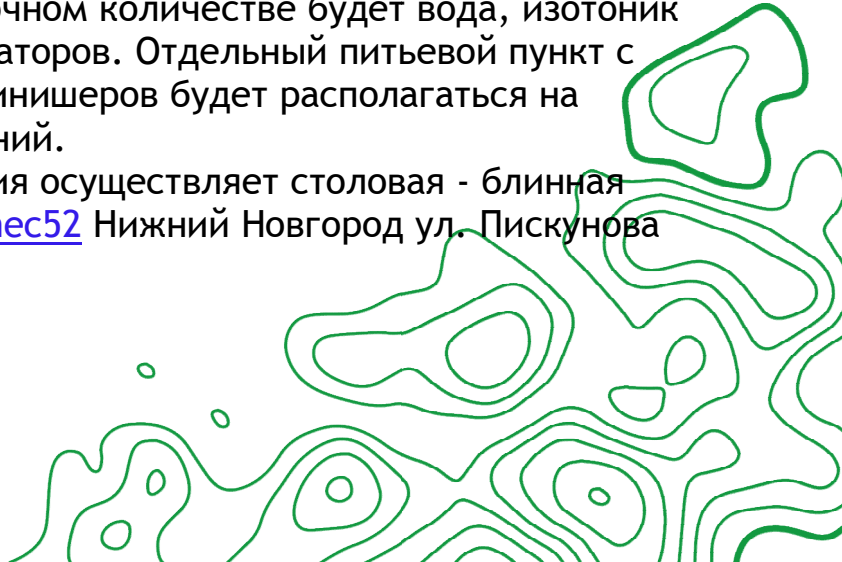 чном количестве будет вода, изотоник
аторов. Отдельный питьевой пункт с
инишеров будет располагаться на
ний.
ия осуществляет столовая - блинная
nec52 Нижний Новгород ул. Пискунова